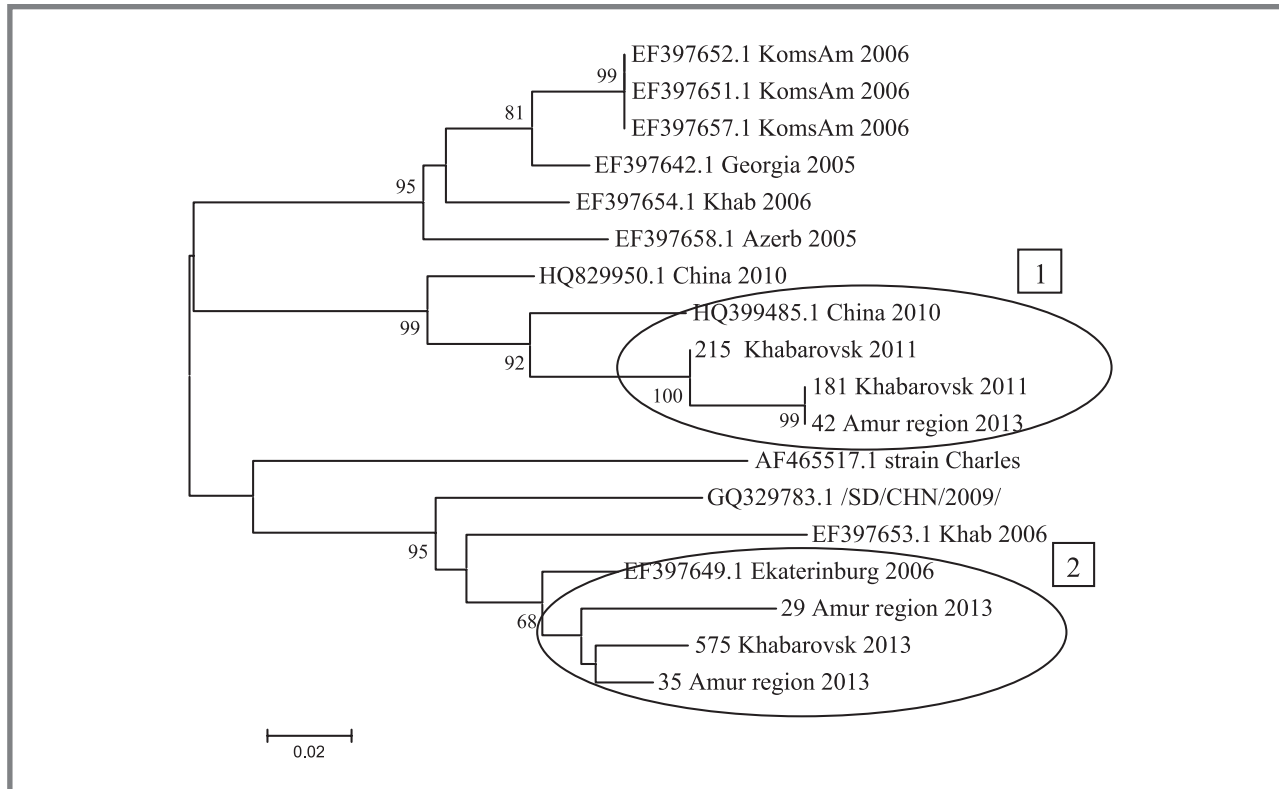 EF397652.1 KomsAm 2006
99
EF397651.1 KomsAm 2006
81
EF397657.1 KomsAm 2006
EF397642.1 Georgia 2005
95
EF397654.1 Khab 2006
EF397658.1 Azerb 2005
HQ829950.1 China 2010
1
99
HQ399485.1 China 2010
92
215 Khabarovsk 2011
100
181 Khabarovsk 2011
99
42 Amur region 2013
AF465517.1 strain Charles
GQ329783.1 /SD/CHN/2009/
95
EF397653.1 Khab 2006
2
EF397649.1 Ekaterinburg 2006
68
29 Amur region 2013
575 Khabarovsk 2013
35 Amur region 2013
0.02